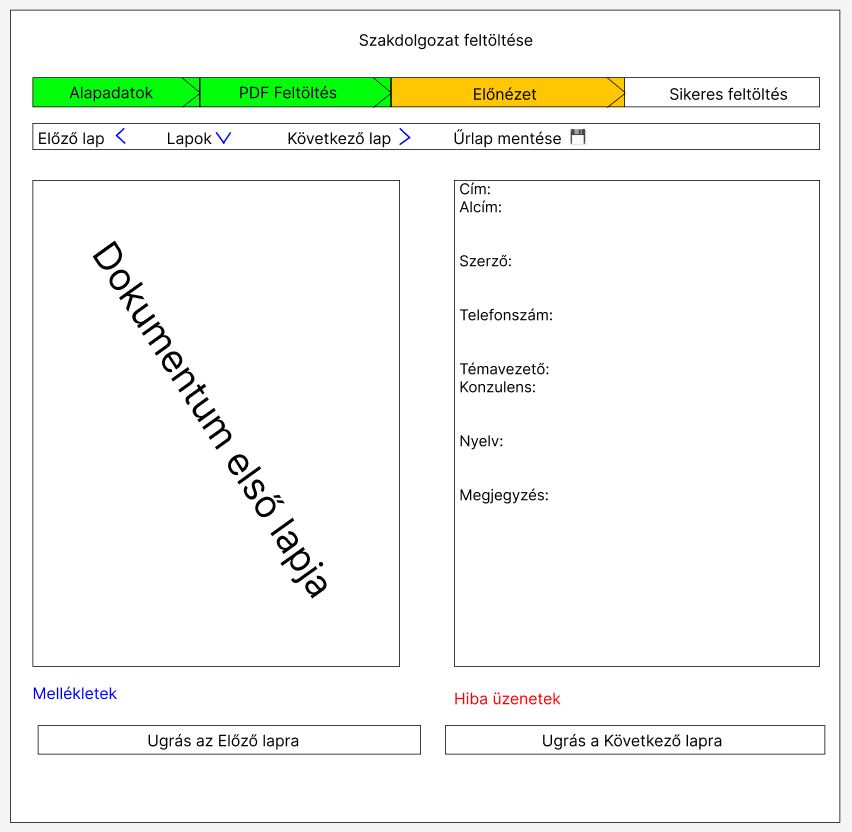 Szakdolgozat feltöltése
Alapadatok
PDF Feltöltés
Előnézet
Sikeres feltöltés
Előző lap
Lapok
Következő lap
Űrlap mentése
Dokumentum első lapja
Cím:
Alcím:
Szerző:
Telefonszám:
Témavezető:
Konzulens:
Nyelv:
Megjegyzés:
Mellékletek
Hiba üzenetek
Ugrás az Előző lapra
Ugrás a Következő lapra